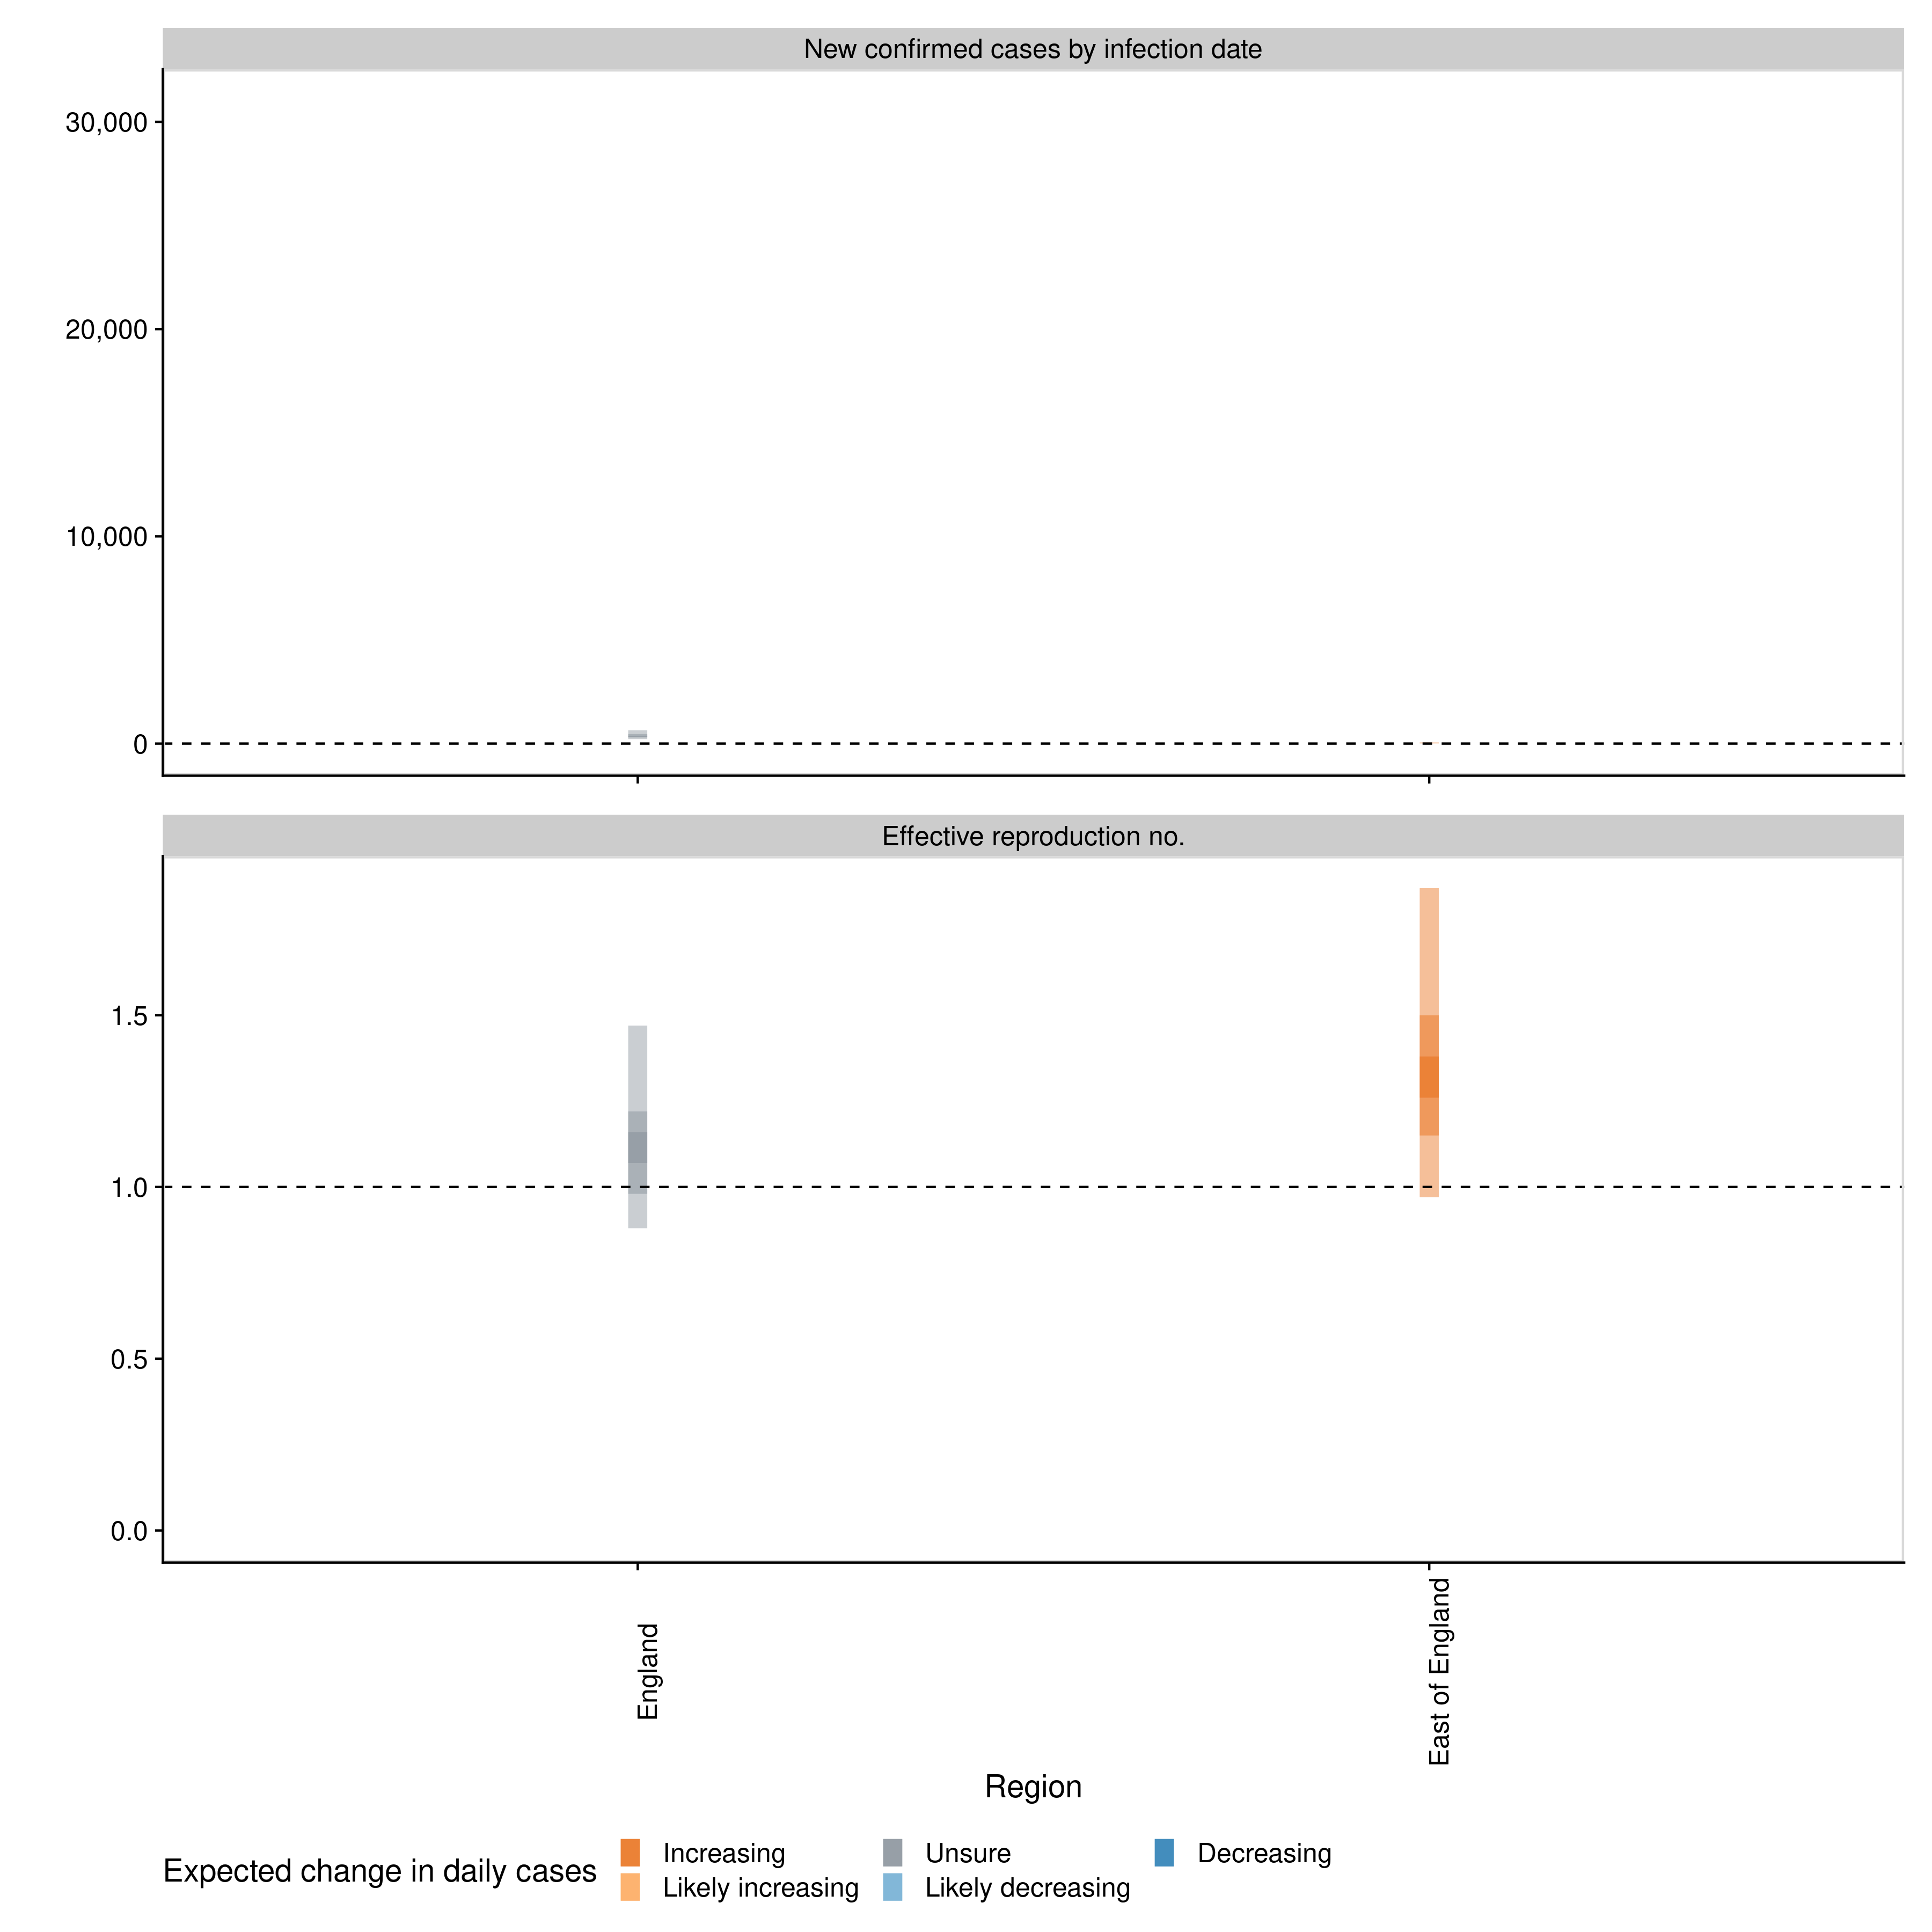 New confirmed cases by infection date
30,000
20,000
10,000
0
Effective reproduction no.
1.5
1.0
0.5
0.0
England
East of England
Region
Expected change in daily cases
Increasing
Unsure
Decreasing
Likely increasing
Likely decreasing